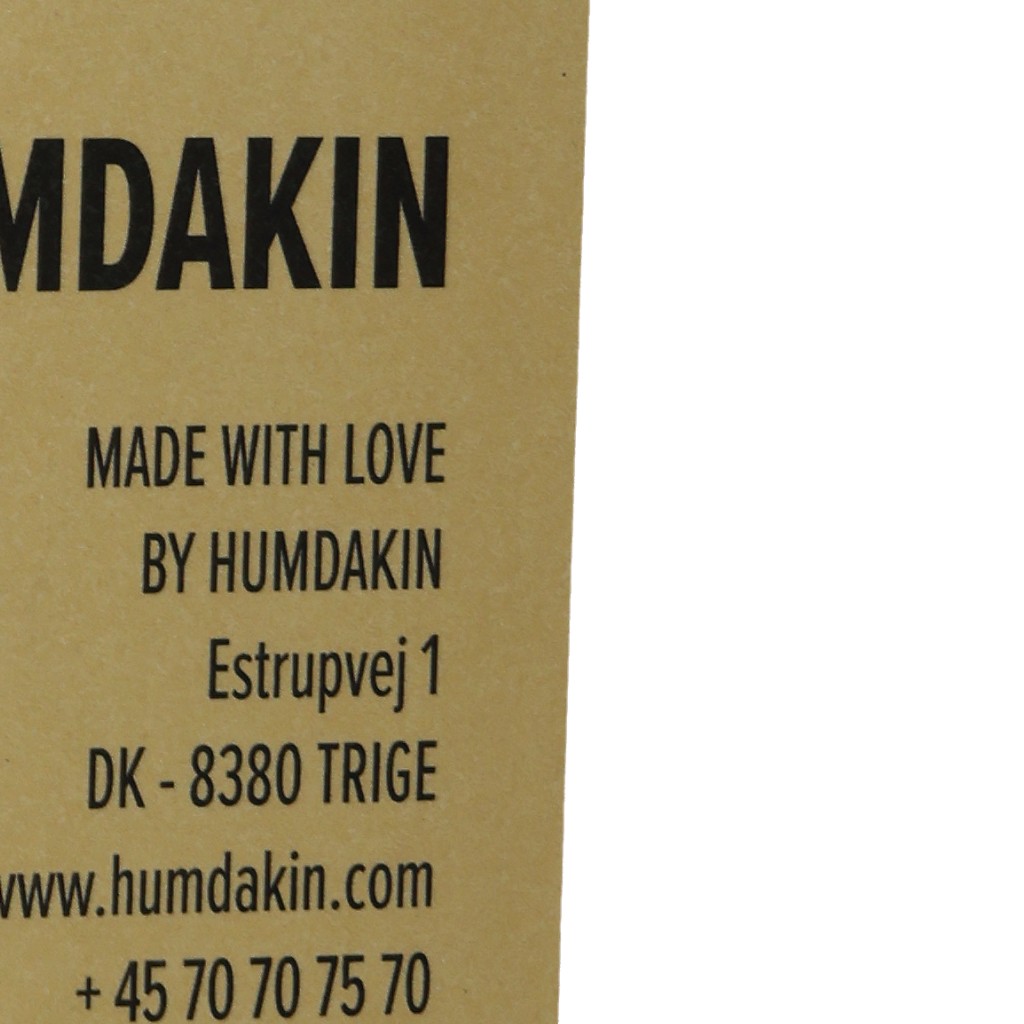 MDAKIN
MADE WITH LOVE
BY HUMDAKIN
Estrupvej 1
DK - 8380 TRIGE
www.humdakin.com
+ 45 70 70 75 70